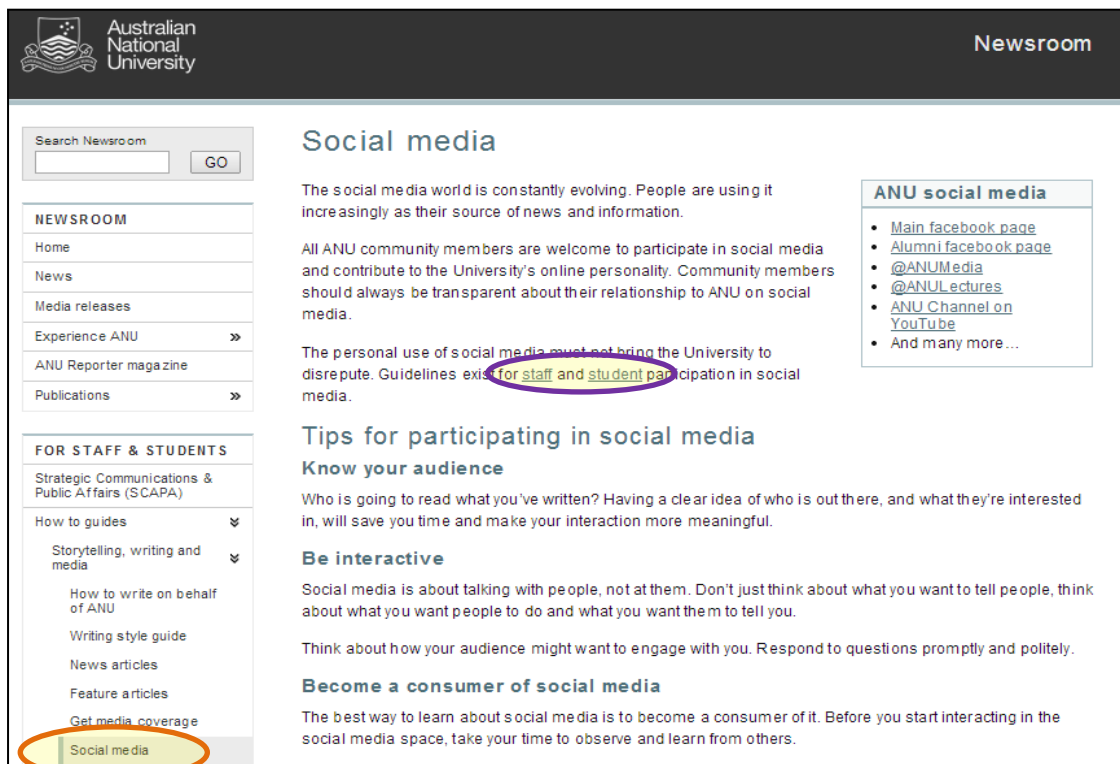 Australian
National
University
Newsroom
Search Newsroom
GO
NEWSROOM
Home
News
Media releases
Experience ANU »
ANU Reporter magazine
Publications »
FOR STAFF & STUDENTS
Strategic Communications &
Public Affairs (SCAPA)
How to guides
Storytelling, writing and
media
How to write on behalf
of ANU
Writing style guide
News articles
Feature articles
Get media coverage
Social media
Social media
The social media world is constantly evolving. People are using it
increasingly as their source of news and information.
All ANU community members are welcome to participate in social media
and contribute to the University's online personality. Community members
should always be transparent about their relationship to ANU on social
media.
The personal use of social media must not bring the University to
disrepute. Guidelines exist for staff and student participation in social
media.
ANU social media
• Main facebook page
• Alumni facebook page
• @ANUMedia
• @ANULectures
• ANU Channel on
YouTube
• And many more...
Tips for participating in social media
Know your audience
Who is going to read what you've written? Having a clear idea of who is out there, and what they're interested
in, will save you time and make your interaction more meaningful.
Be interactive
Social media is about talking with people, not at them. Don't just think about what you want to tell people, think
about what you want people to do and what you want them to tell you.
Think about how your audience might want to engage with you. Respond to questions promptly and politely.
Become a consumer of social media
The best way to learn about social media is to become a consumer of it. Before you start interacting in the
social media space, take your time to observe and learn from others.